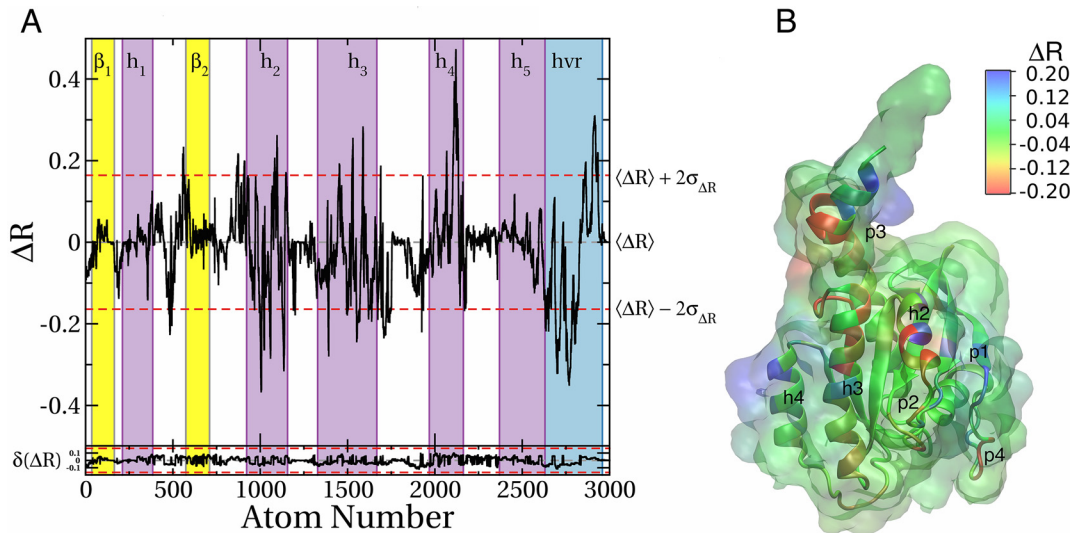 A
B
β₁
h₁
β₂
h₂
h₃
h₄
h₅
hvr
0.4
0.2
0
-0.2
-0.4
ΔR
⟨ΔR⟩ + 2σ_ΔR
⟨ΔR⟩
⟨ΔR⟩ − 2σ_ΔR
δ(ΔR)
0.1
0
-0.1
0 500 1000 1500 2000 2500 3000
Atom Number
ΔR
0.20
0.12
0.04
-0.04
-0.12
-0.20
p3
h2
p1
h4
h3
p2
p4